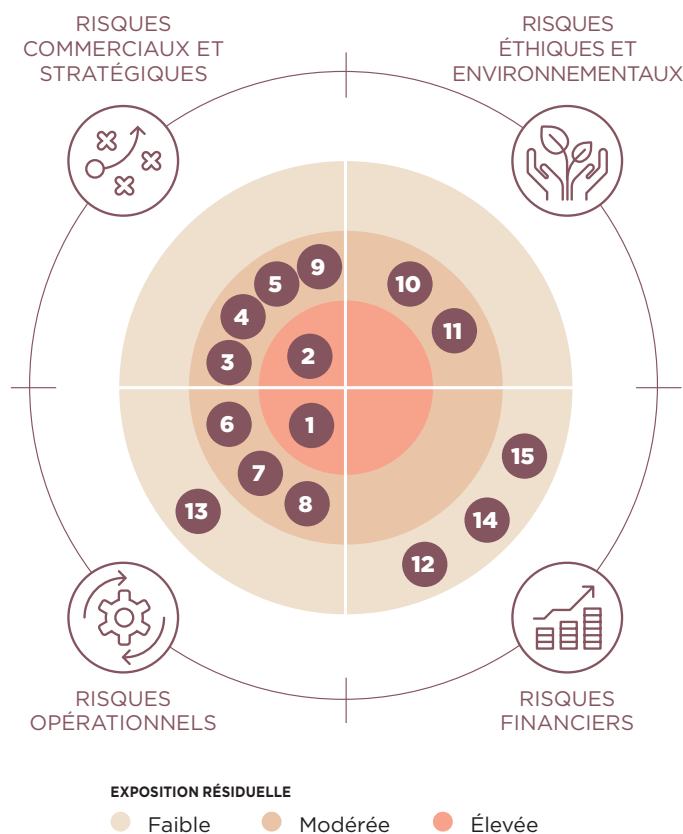 RISQUES
COMMERCIAUX ET
STRATÉGIQUES
RISQUES
ÉTHIQUES ET
ENVIRONNEMENTAUX
9
5
10
4
11
2
3
6
1
15
7
8
13
14
12
RISQUES
OPÉRATIONNELS
RISQUES
FINANCIERS
EXPOSITION RÉSIDUELLE
Faible Modérée Élevée